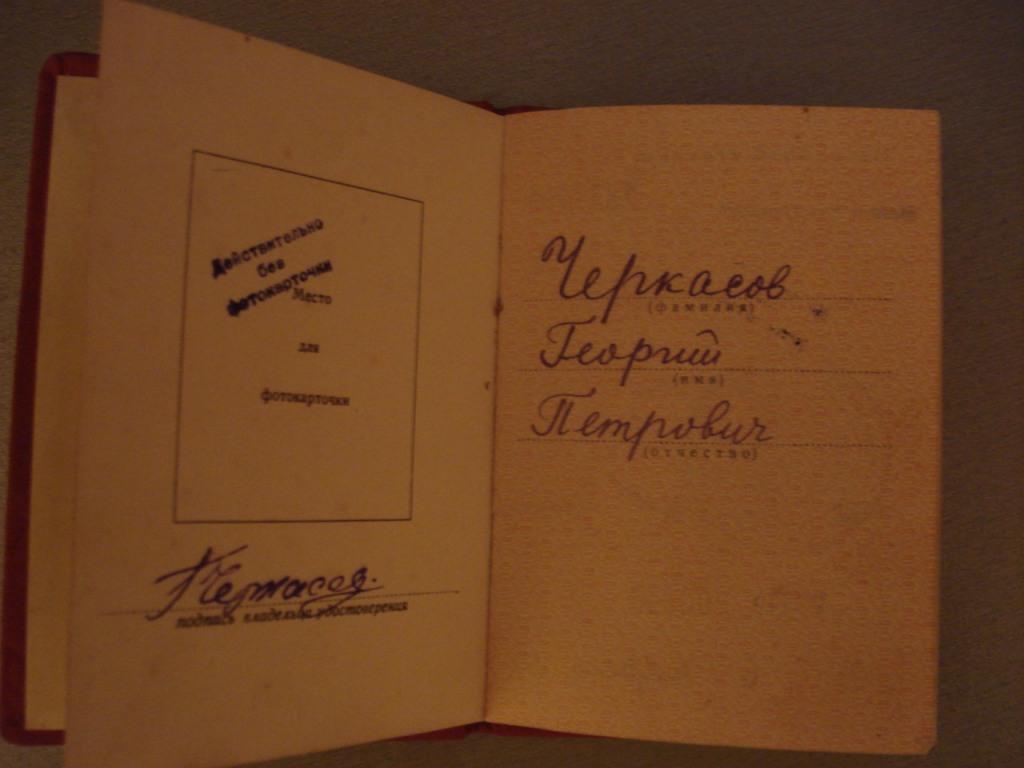 Действительно
без
фотокарточки
Место
для
фотокарточки
Черкасов.
подпись владельца удостоверения
Черкасов
(фамилия)
Георгий
(имя)
Петрович
(отчество)